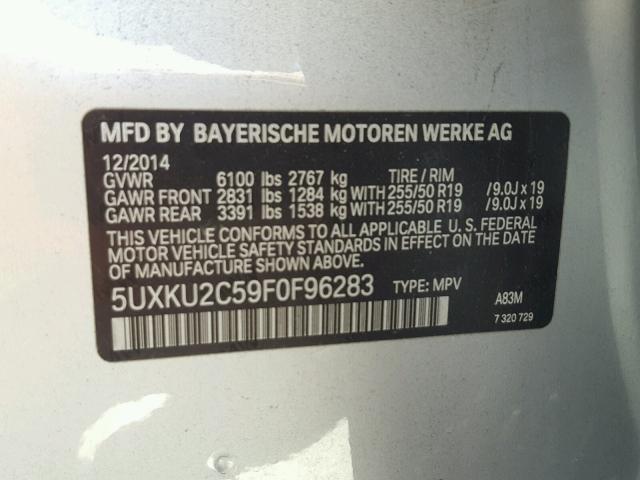 MFD BY BAYERISCHE MOTOREN WERKE AG
12/2014
GVWR 6100 lbs 2767 kg TIRE / RIM
GAWR FRONT 2831 lbs 1284 kg WITH 255/50 R19 /9.0J x 19
GAWR REAR 3391 lbs 1538 kg WITH 255/50 R19 /9.0J x 19
THIS VEHICLE CONFORMS TO ALL APPLICABLE U. S. FEDERAL
MOTOR VEHICLE SAFETY STANDARDS IN EFFECT ON THE DATE
OF MANUFACTURE SHOWN ABOVE.
5UXKU2C59F0F96283 TYPE: MPV A83M
7 320 729